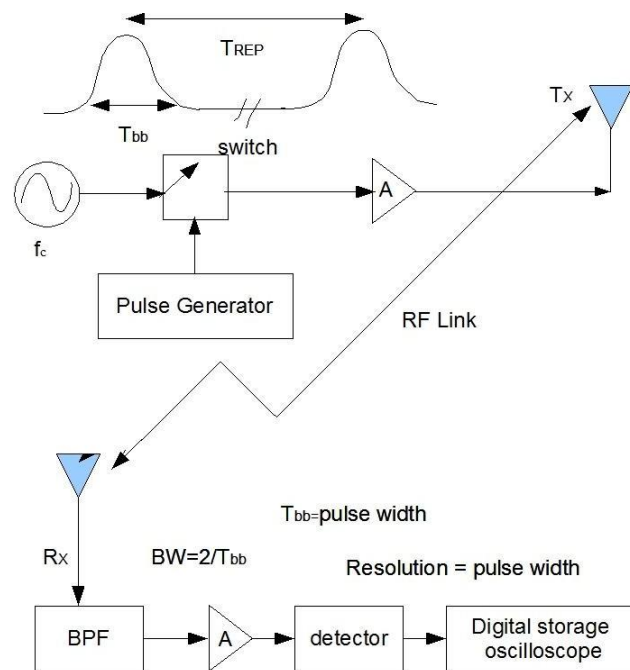 TREP
Tbb
switch
Tx
A
fc
Pulse Generator
RF Link
Tbb=pulse width
Rx
BW=2/Tbb
Resolution = pulse width
BPF
A
detector
Digital storage
oscilloscope